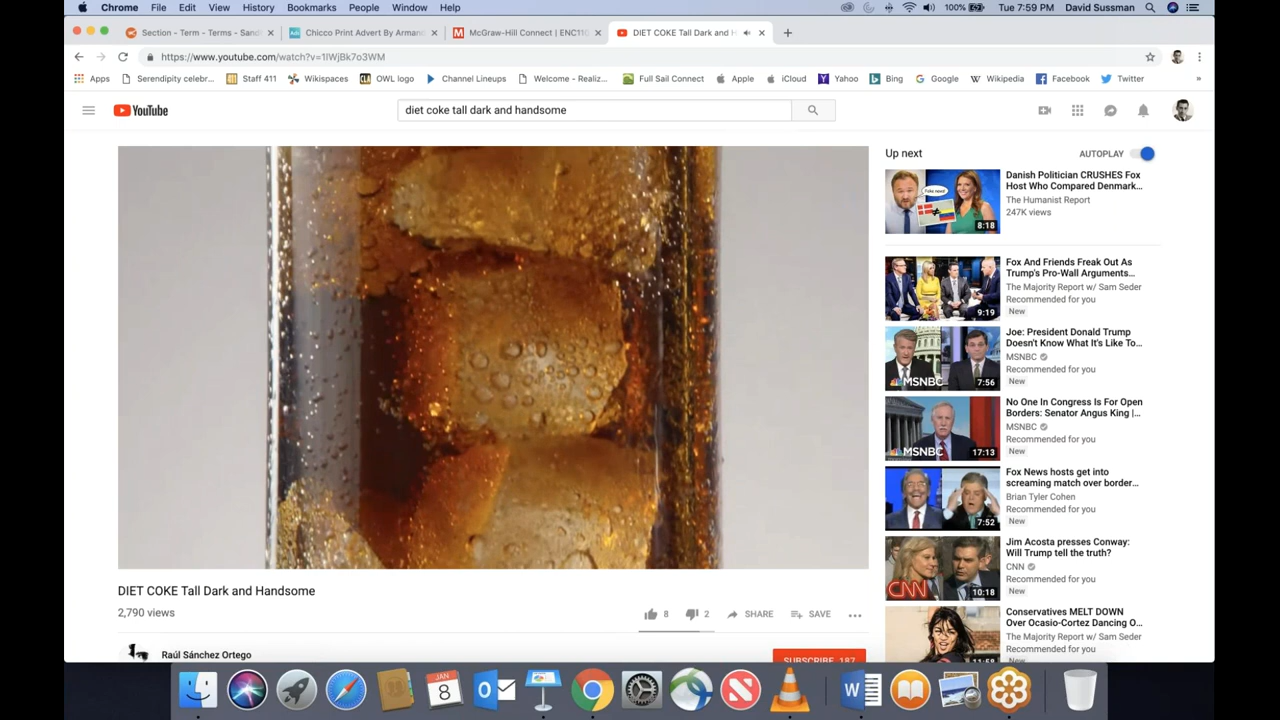 Chrome File Edit View History Bookmarks People Window Help 100% Tue 7:59 PM David Sussman
Section - Term - Terms - Sand
Chicco Print Advert By Arman
McGraw-Hill Connect | ENC110
DIET COKE Tall Dark and H
https://www.youtube.com/watch?v=1IWjBk7o3WM
Apps Serendipity celebr... Staff 411 Wikispaces OWL logo Channel Lineups Welcome - Realiz... Full Sail Connect Apple iCloud Yahoo Bing Google Wikipedia Facebook Twitter »
YouTube
diet coke tall dark and handsome
Up next
AUTOPLAY
Danish Politician CRUSHES Fox
Host Who Compared Denmark...
The Humanist Report
247K views
8:18
Fox And Friends Freak Out As
Trump's Pro-Wall Arguments...
The Majority Report w/ Sam Seder
Recommended for you
New
9:19
Joe: President Donald Trump
Doesn't Know What It's Like To...
MSNBC
Recommended for you
New
MSNBC
7:56
No One In Congress Is For Open
Borders: Senator Angus King |...
MSNBC
Recommended for you
New
MSNBC
17:13
Fox News hosts get into
screaming match over border...
Brian Tyler Cohen
Recommended for you
New
7:52
Jim Acosta presses Conway:
Will Trump tell the truth?
CNN
Recommended for you
New
CNN
10:18
Conservatives MELT DOWN
Over Ocasio-Cortez Dancing O...
The Majority Report w/ Sam Seder
Recommended for you
New
DIET COKE Tall Dark and Handsome
2,790 views
8
2
SHARE
SAVE
Raúl Sánchez Ortego
SUBSCRIBE 187
JAN
8